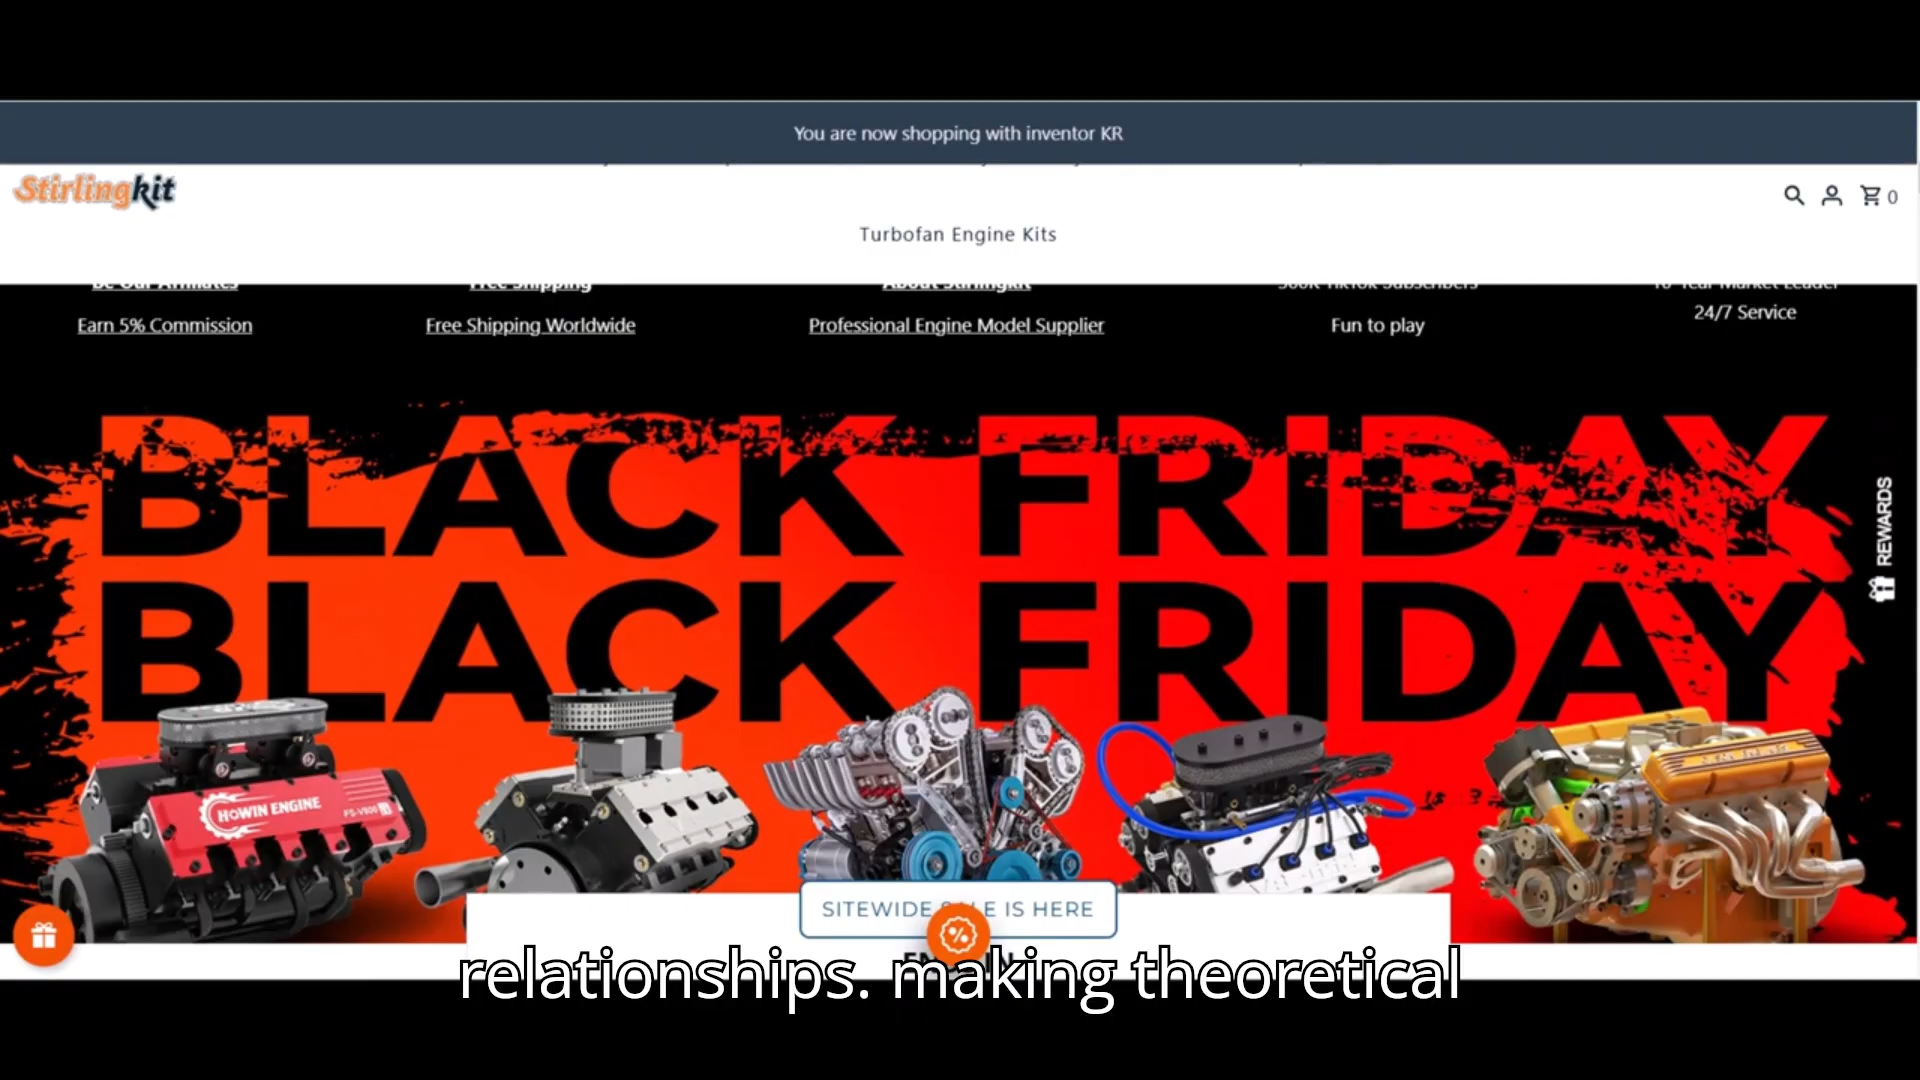 You are now shopping with inventor KR
Stirlingkit
0
Turbofan Engine Kits
Be Our Affiliates
Free Shipping
About Stirlingkit
500K TikTok Subscribers
10-Year Market Leader
Earn 5% Commission
Free Shipping Worldwide
Professional Engine Model Supplier
Fun to play
24/7 Service
BLACK FRIDAY
BLACK FRIDAY
REWARDS
HOWIN ENGINE
SITEWIDE SALE IS HERE
relationships. making theoretical